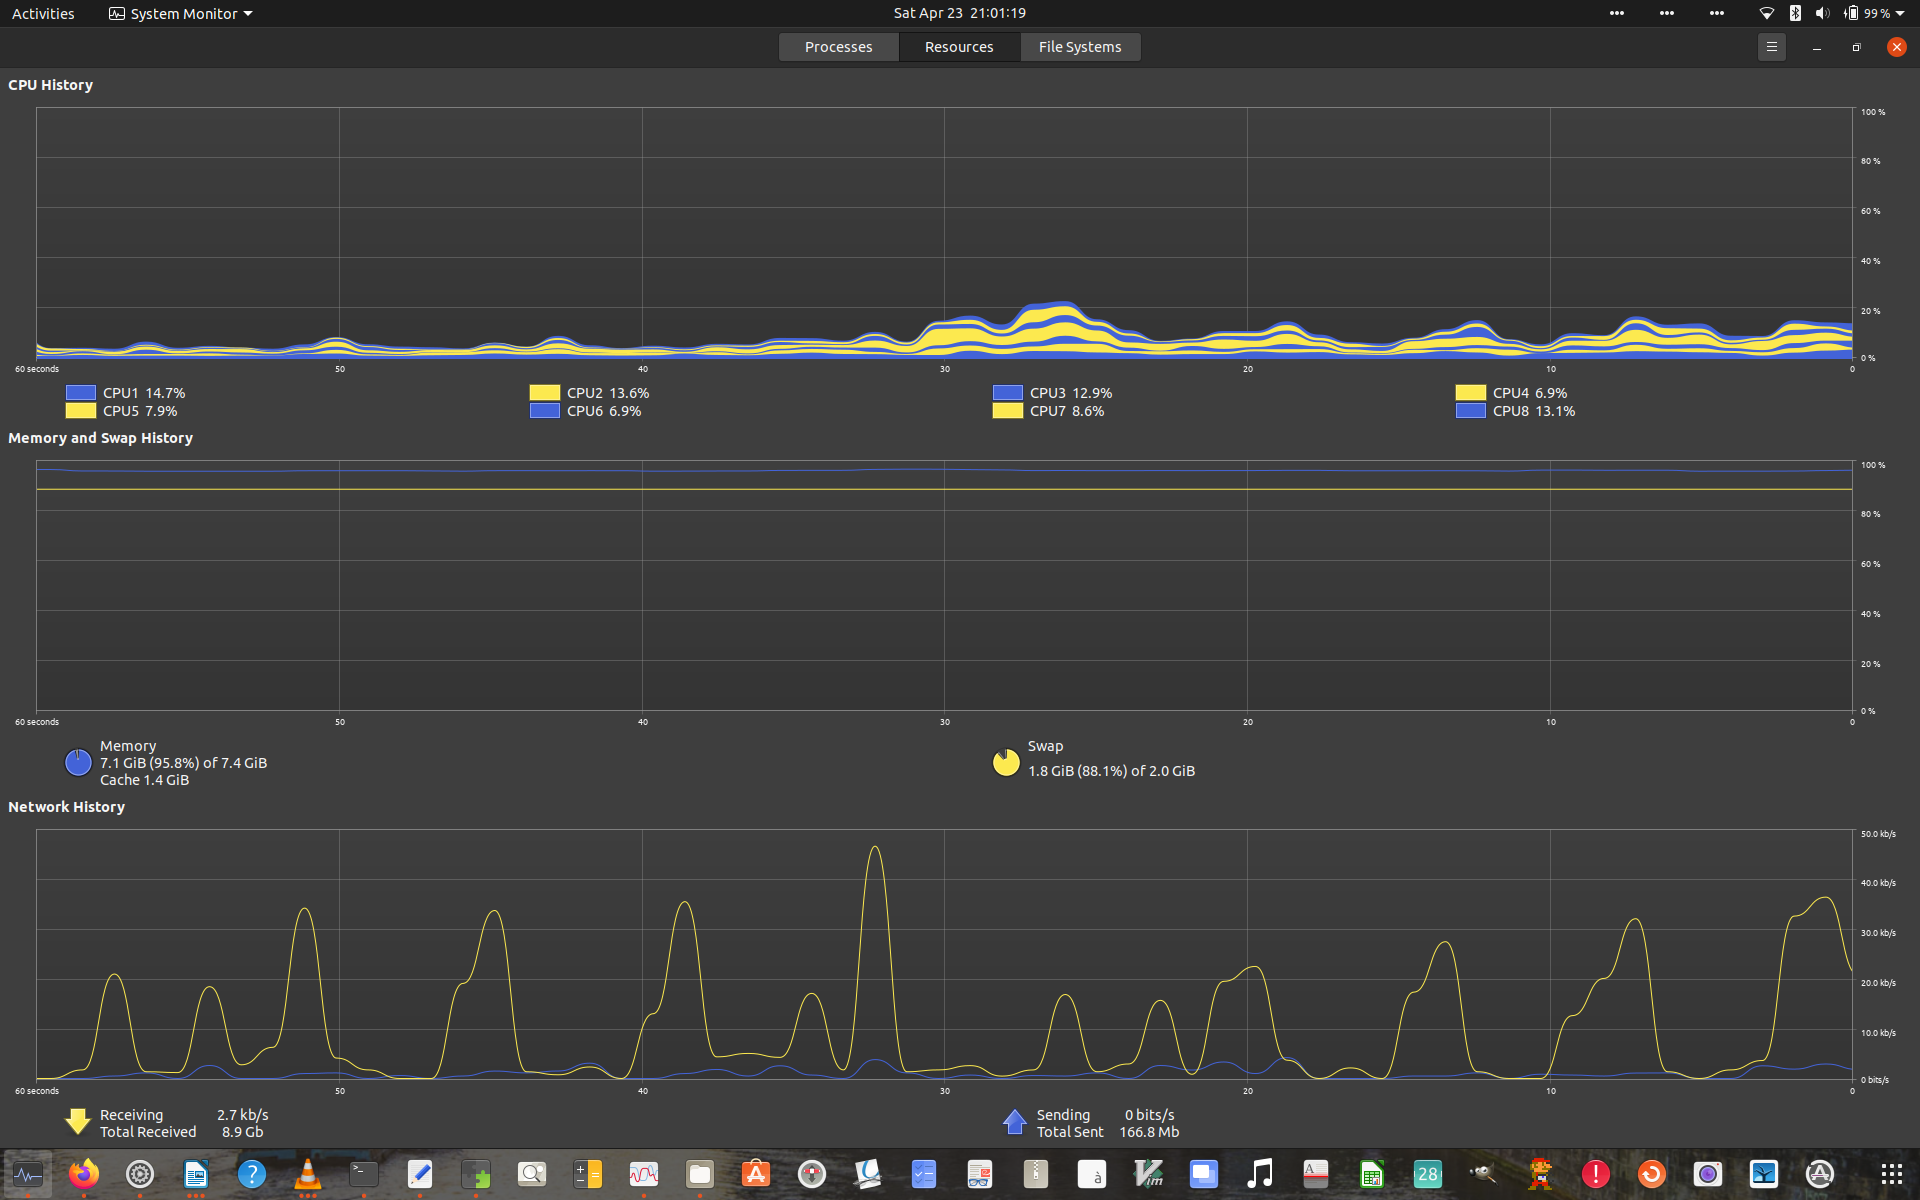 Activities System Monitor Sat Apr 23 21:01:19 99 %
Processes Resources File Systems
CPU History
100 %
80 %
60 %
40 %
20 %
0 %
60 seconds 50 40 30 20 10 0
CPU1 14.7% CPU2 13.6% CPU3 12.9% CPU4 6.9%
CPU5 7.9% CPU6 6.9% CPU7 8.6% CPU8 13.1%
Memory and Swap History
100 %
80 %
60 %
40 %
20 %
0 %
60 seconds 50 40 30 20 10 0
Memory
7.1 GiB (95.8%) of 7.4 GiB
Cache 1.4 GiB
Swap
1.8 GiB (88.1%) of 2.0 GiB
Network History
50.0 kb/s
40.0 kb/s
30.0 kb/s
20.0 kb/s
10.0 kb/s
0 bits/s
60 seconds 50 40 30 20 10 0
Receiving 2.7 kb/s
Total Received 8.9 Gb
Sending 0 bits/s
Total Sent 166.8 Mb
? >_ à Vim A 28 !